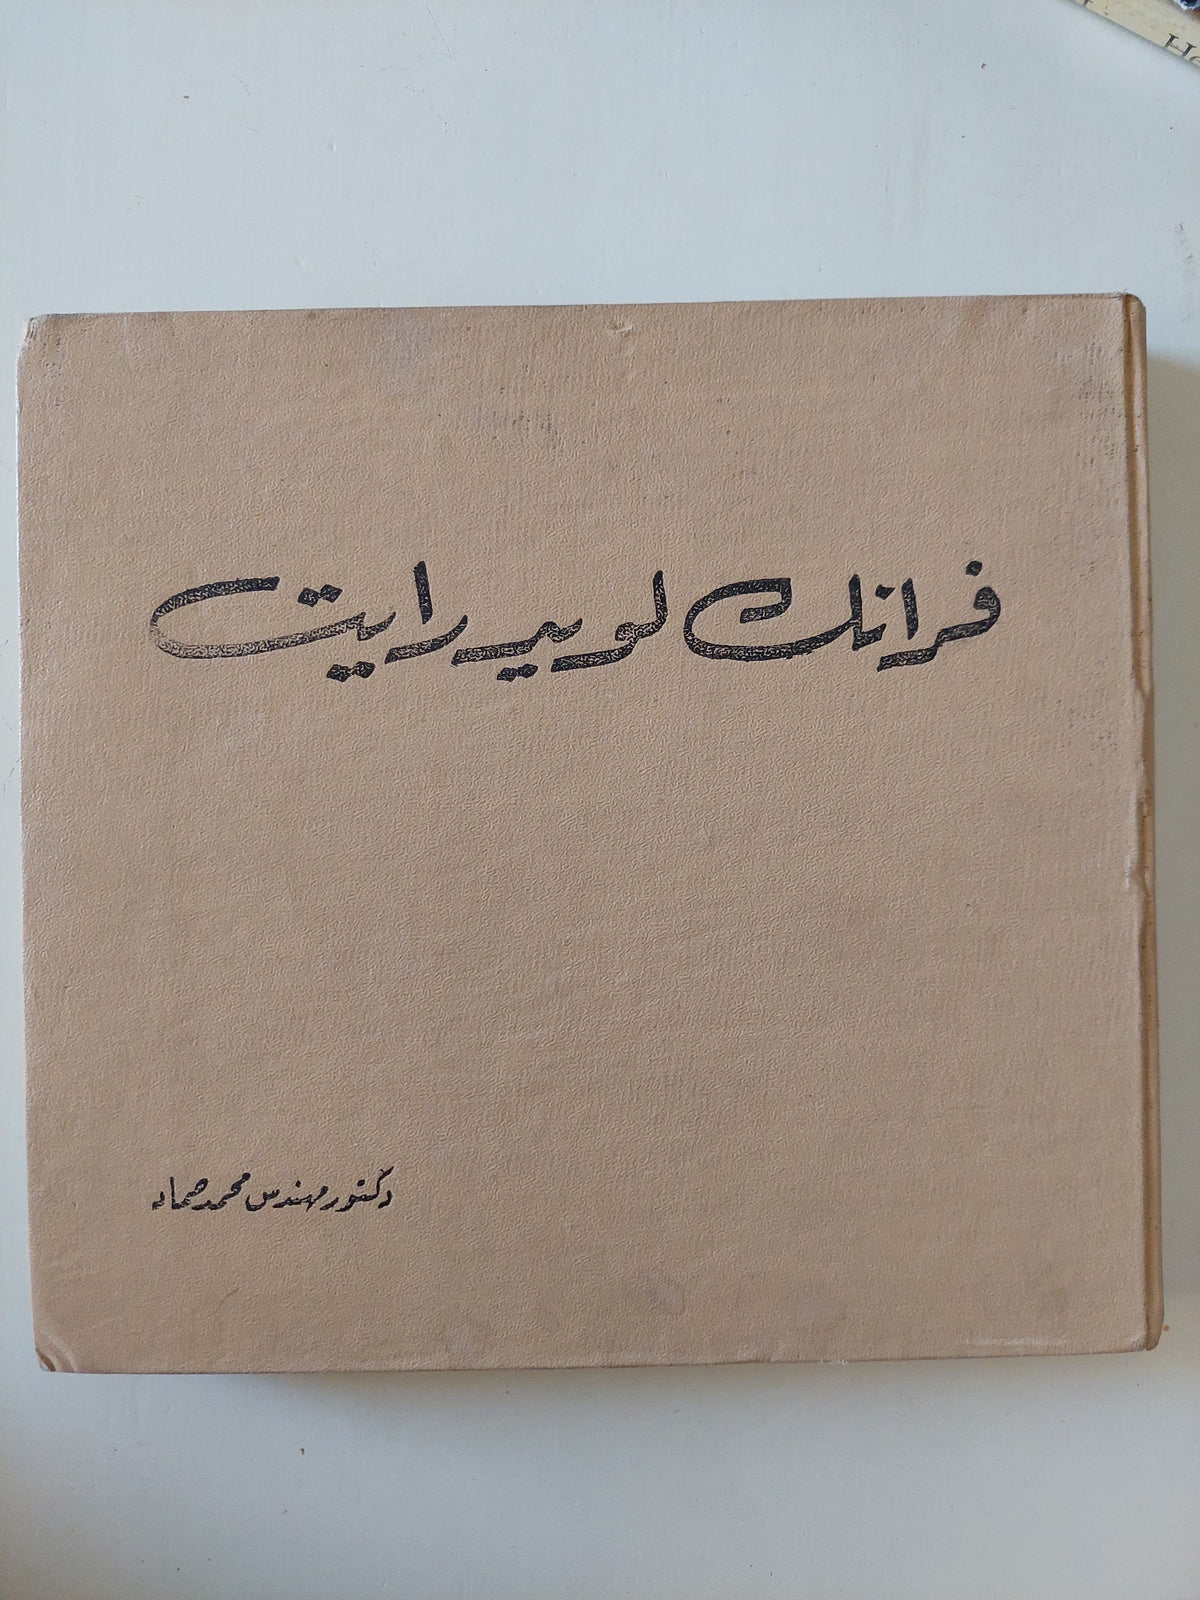 فرانك لويد رايت
دكتور مهندس محمد حماد